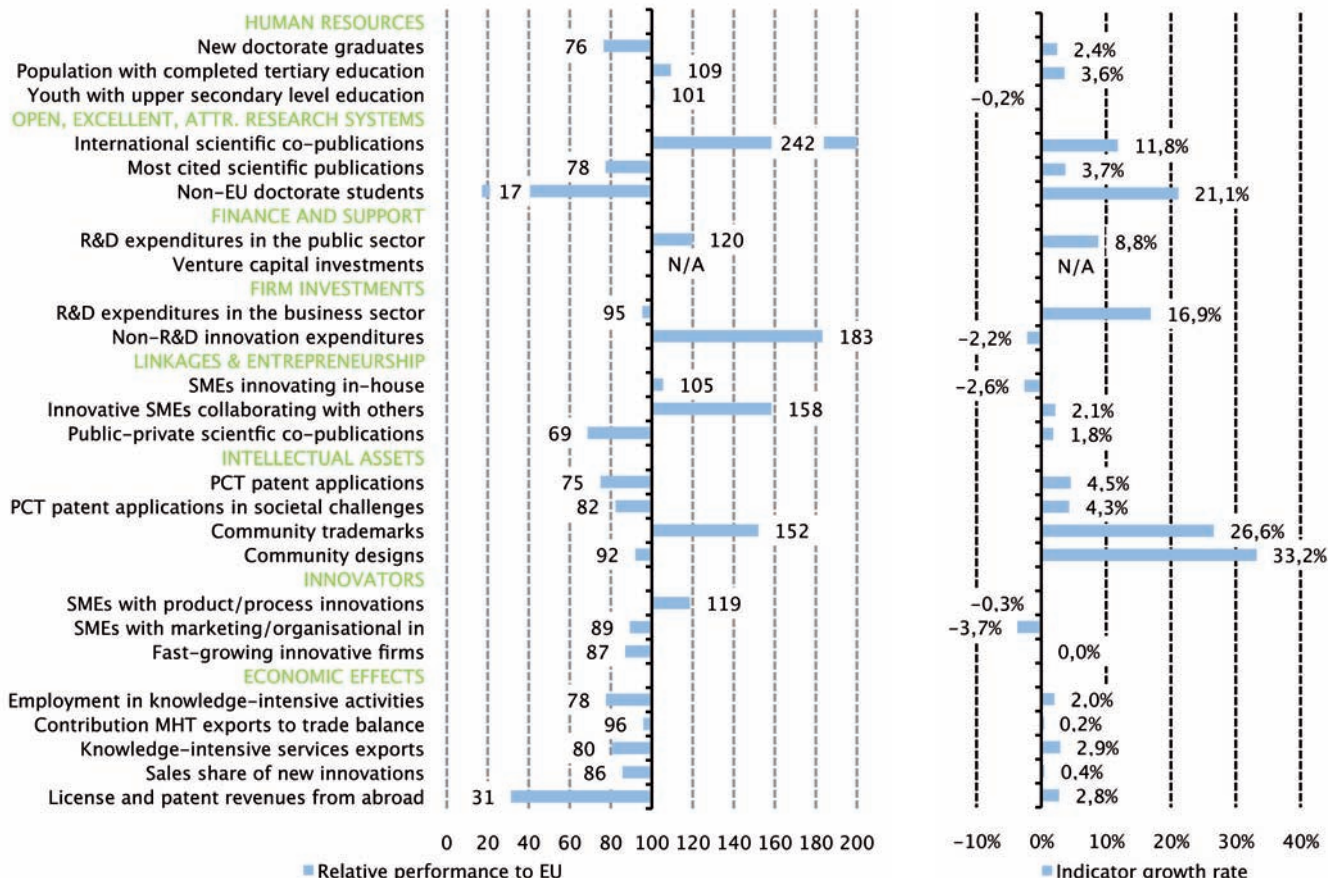 HUMAN RESOURCES
New doctorate graduates 76 2,4%
Population with completed tertiary education 109 3,6%
Youth with upper secondary level education 101 -0,2%
OPEN, EXCELLENT, ATTR. RESEARCH SYSTEMS
International scientific co-publications 242 11,8%
Most cited scientific publications 78 3,7%
Non-EU doctorate students 17 21,1%
FINANCE AND SUPPORT
R&D expenditures in the public sector 120 8,8%
Venture capital investments N/A N/A
FIRM INVESTMENTS
R&D expenditures in the business sector 95 16,9%
Non-R&D innovation expenditures 183 -2,2%
LINKAGES & ENTREPRENEURSHIP
SMEs innovating in-house 105 -2,6%
Innovative SMEs collaborating with others 158 2,1%
Public-private scientfic co-publications 69 1,8%
INTELLECTUAL ASSETS
PCT patent applications 75 4,5%
PCT patent applications in societal challenges 82 4,3%
Community trademarks 152 26,6%
Community designs 92 33,2%
INNOVATORS
SMEs with product/process innovations 119 -0,3%
SMEs with marketing/organisational in 89 -3,7%
Fast-growing innovative firms 87 0,0%
ECONOMIC EFFECTS
Employment in knowledge-intensive activities 78 2,0%
Contribution MHT exports to trade balance 96 0,2%
Knowledge-intensive services exports 80 2,9%
Sales share of new innovations 86 0,4%
License and patent revenues from abroad 31 2,8%
0 20 40 60 80 100 120 140 160 180 200 -10% 0% 10% 20% 30% 40%
Relative performance to EU Indicator growth rate